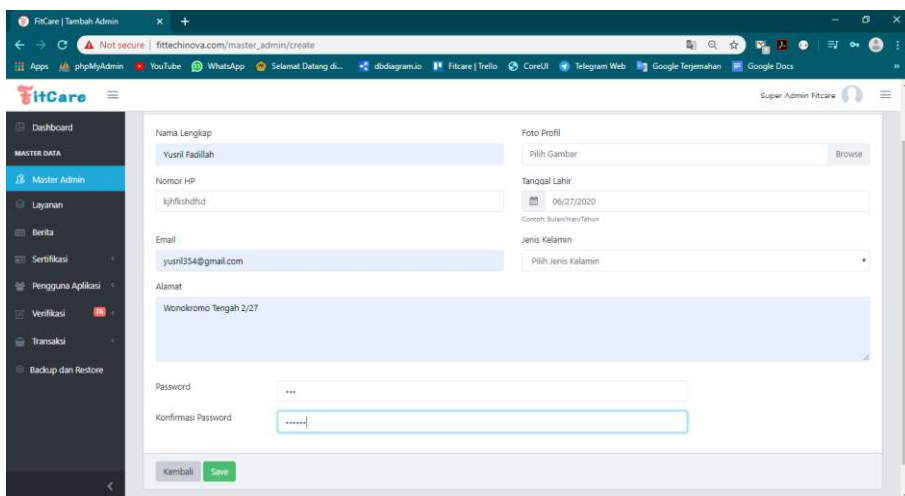 FitCare | Tambah Admin
Not secure | fittechinova.com/master_admin/create
Apps phpMyAdmin YouTube WhatsApp Selamat Datang di... dbdiagram.io Fitcare | Trello CoreUI Telegram Web Google Terjemahan Google Docs
FitCare
Super Admin Fitcare
Dashboard
MASTER DATA
Master Admin
Layanan
Berita
Sertifikasi
Pengguna Aplikasi
Verifikasi 76
Transaksi
Backup dan Restore
Nama Lengkap
Yusril Fadillah
Foto Profil
Pilih Gambar Browse
Nomor HP
kjhfkshdfsd
Tanggal Lahir
06/27/2020
Contoh: Bulan/Hari/Tahun
Email
yusril354@gmail.com
Jenis Kelamin
Pilih Jenis Kelamin
Alamat
Wonokromo Tengah 2/27
Password
•••
Konfirmasi Password
••••••
Kembali Save